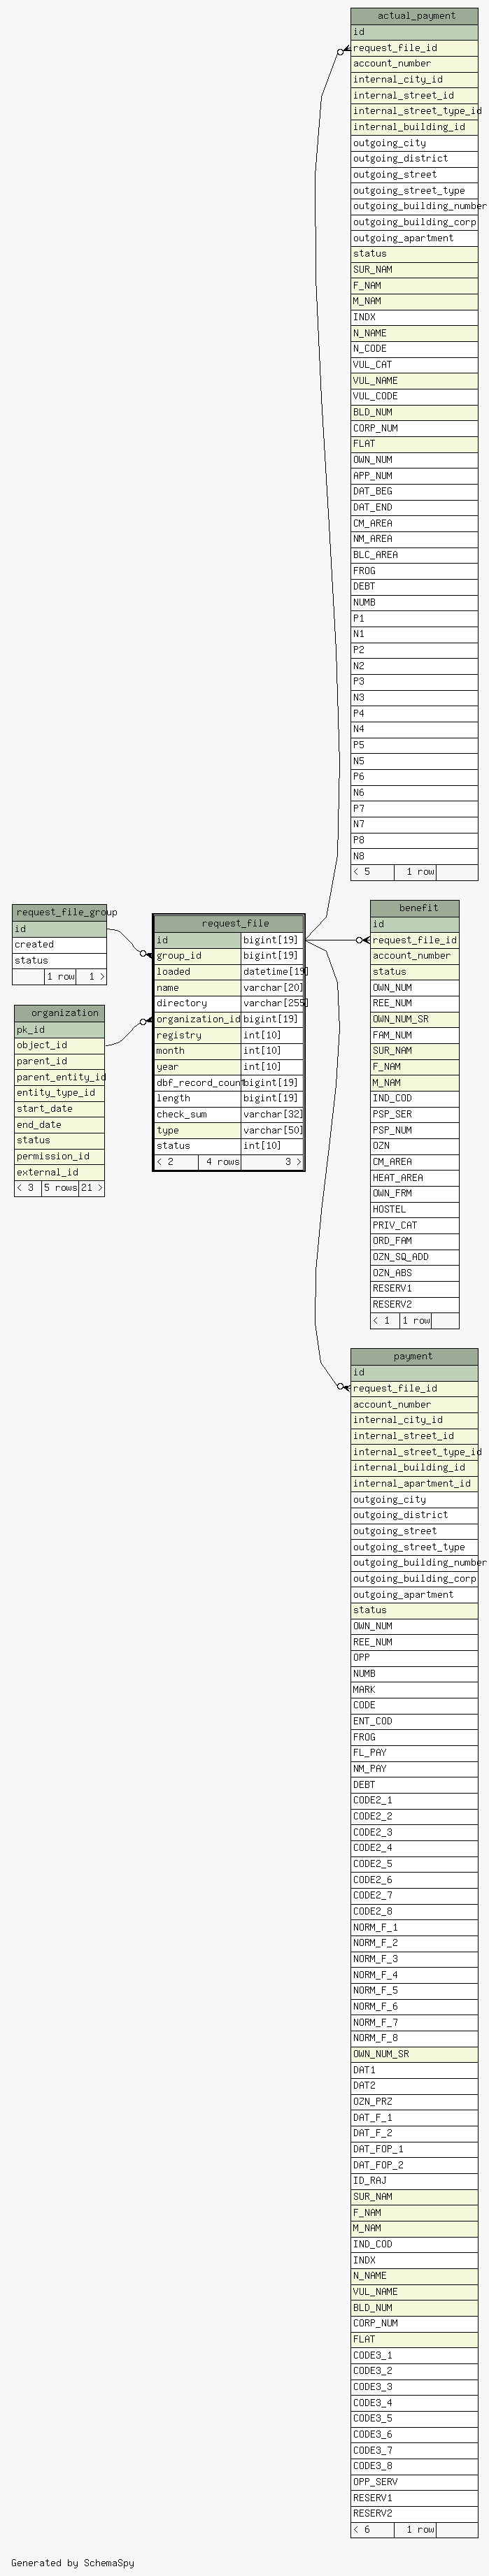 actual_payment
id
request_file_id
account_number
internal_city_id
internal_street_id
internal_street_type_id
internal_building_id
outgoing_city
outgoing_district
outgoing_street
outgoing_street_type
outgoing_building_number
outgoing_building_corp
outgoing_apartment
status
SUR_NAM
F_NAM
M_NAM
INDX
N_NAME
N_CODE
VUL_CAT
VUL_NAME
VUL_CODE
BLD_NUM
CORP_NUM
FLAT
OWN_NUM
APP_NUM
DAT_BEG
DAT_END
CM_AREA
NM_AREA
BLC_AREA
FROG
DEBT
NUMB
P1
N1
P2
N2
P3
N3
P4
N4
P5
N5
P6
N6
P7
N7
P8
N8
< 5 1 row
request_file_group
id
created
status
1 row 1 >
organization
pk_id
object_id
parent_id
parent_entity_id
entity_type_id
start_date
end_date
status
permission_id
external_id
< 3 5 rows 21 >
request_file
id bigint[19]
group_id bigint[19]
loaded datetime[19]
name varchar[20]
directory varchar[255]
organization_id bigint[19]
registry int[10]
month int[10]
year int[10]
dbf_record_count bigint[19]
length bigint[19]
check_sum varchar[32]
type varchar[50]
status int[10]
< 2 4 rows 3 >
benefit
id
request_file_id
account_number
status
OWN_NUM
REE_NUM
OWN_NUM_SR
FAM_NUM
SUR_NAM
F_NAM
M_NAM
IND_COD
PSP_SER
PSP_NUM
OZN
CM_AREA
HEAT_AREA
OWN_FRM
HOSTEL
PRIV_CAT
ORD_FAM
OZN_SQ_ADD
OZN_ABS
RESERV1
RESERV2
< 1 1 row
payment
id
request_file_id
account_number
internal_city_id
internal_street_id
internal_street_type_id
internal_building_id
internal_apartment_id
outgoing_city
outgoing_district
outgoing_street
outgoing_street_type
outgoing_building_number
outgoing_building_corp
outgoing_apartment
status
OWN_NUM
REE_NUM
OPP
NUMB
MARK
CODE
ENT_COD
FROG
FL_PAY
NM_PAY
DEBT
CODE2_1
CODE2_2
CODE2_3
CODE2_4
CODE2_5
CODE2_6
CODE2_7
CODE2_8
NORM_F_1
NORM_F_2
NORM_F_3
NORM_F_4
NORM_F_5
NORM_F_6
NORM_F_7
NORM_F_8
OWN_NUM_SR
DAT1
DAT2
OZN_PRZ
DAT_F_1
DAT_F_2
DAT_FOP_1
DAT_FOP_2
ID_RAJ
SUR_NAM
F_NAM
M_NAM
IND_COD
INDX
N_NAME
VUL_NAME
BLD_NUM
CORP_NUM
FLAT
CODE3_1
CODE3_2
CODE3_3
CODE3_4
CODE3_5
CODE3_6
CODE3_7
CODE3_8
OPP_SERV
RESERV1
RESERV2
< 6 1 row
Generated by SchemaSpy